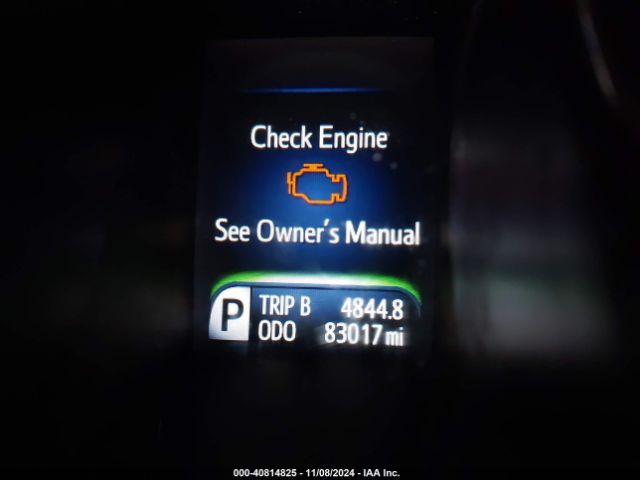 Check Engine
See Owner's Manual
P TRIP B 4844.8
ODO 83017 mi
000-40814825 - 11/08/2024 - IAA Inc.